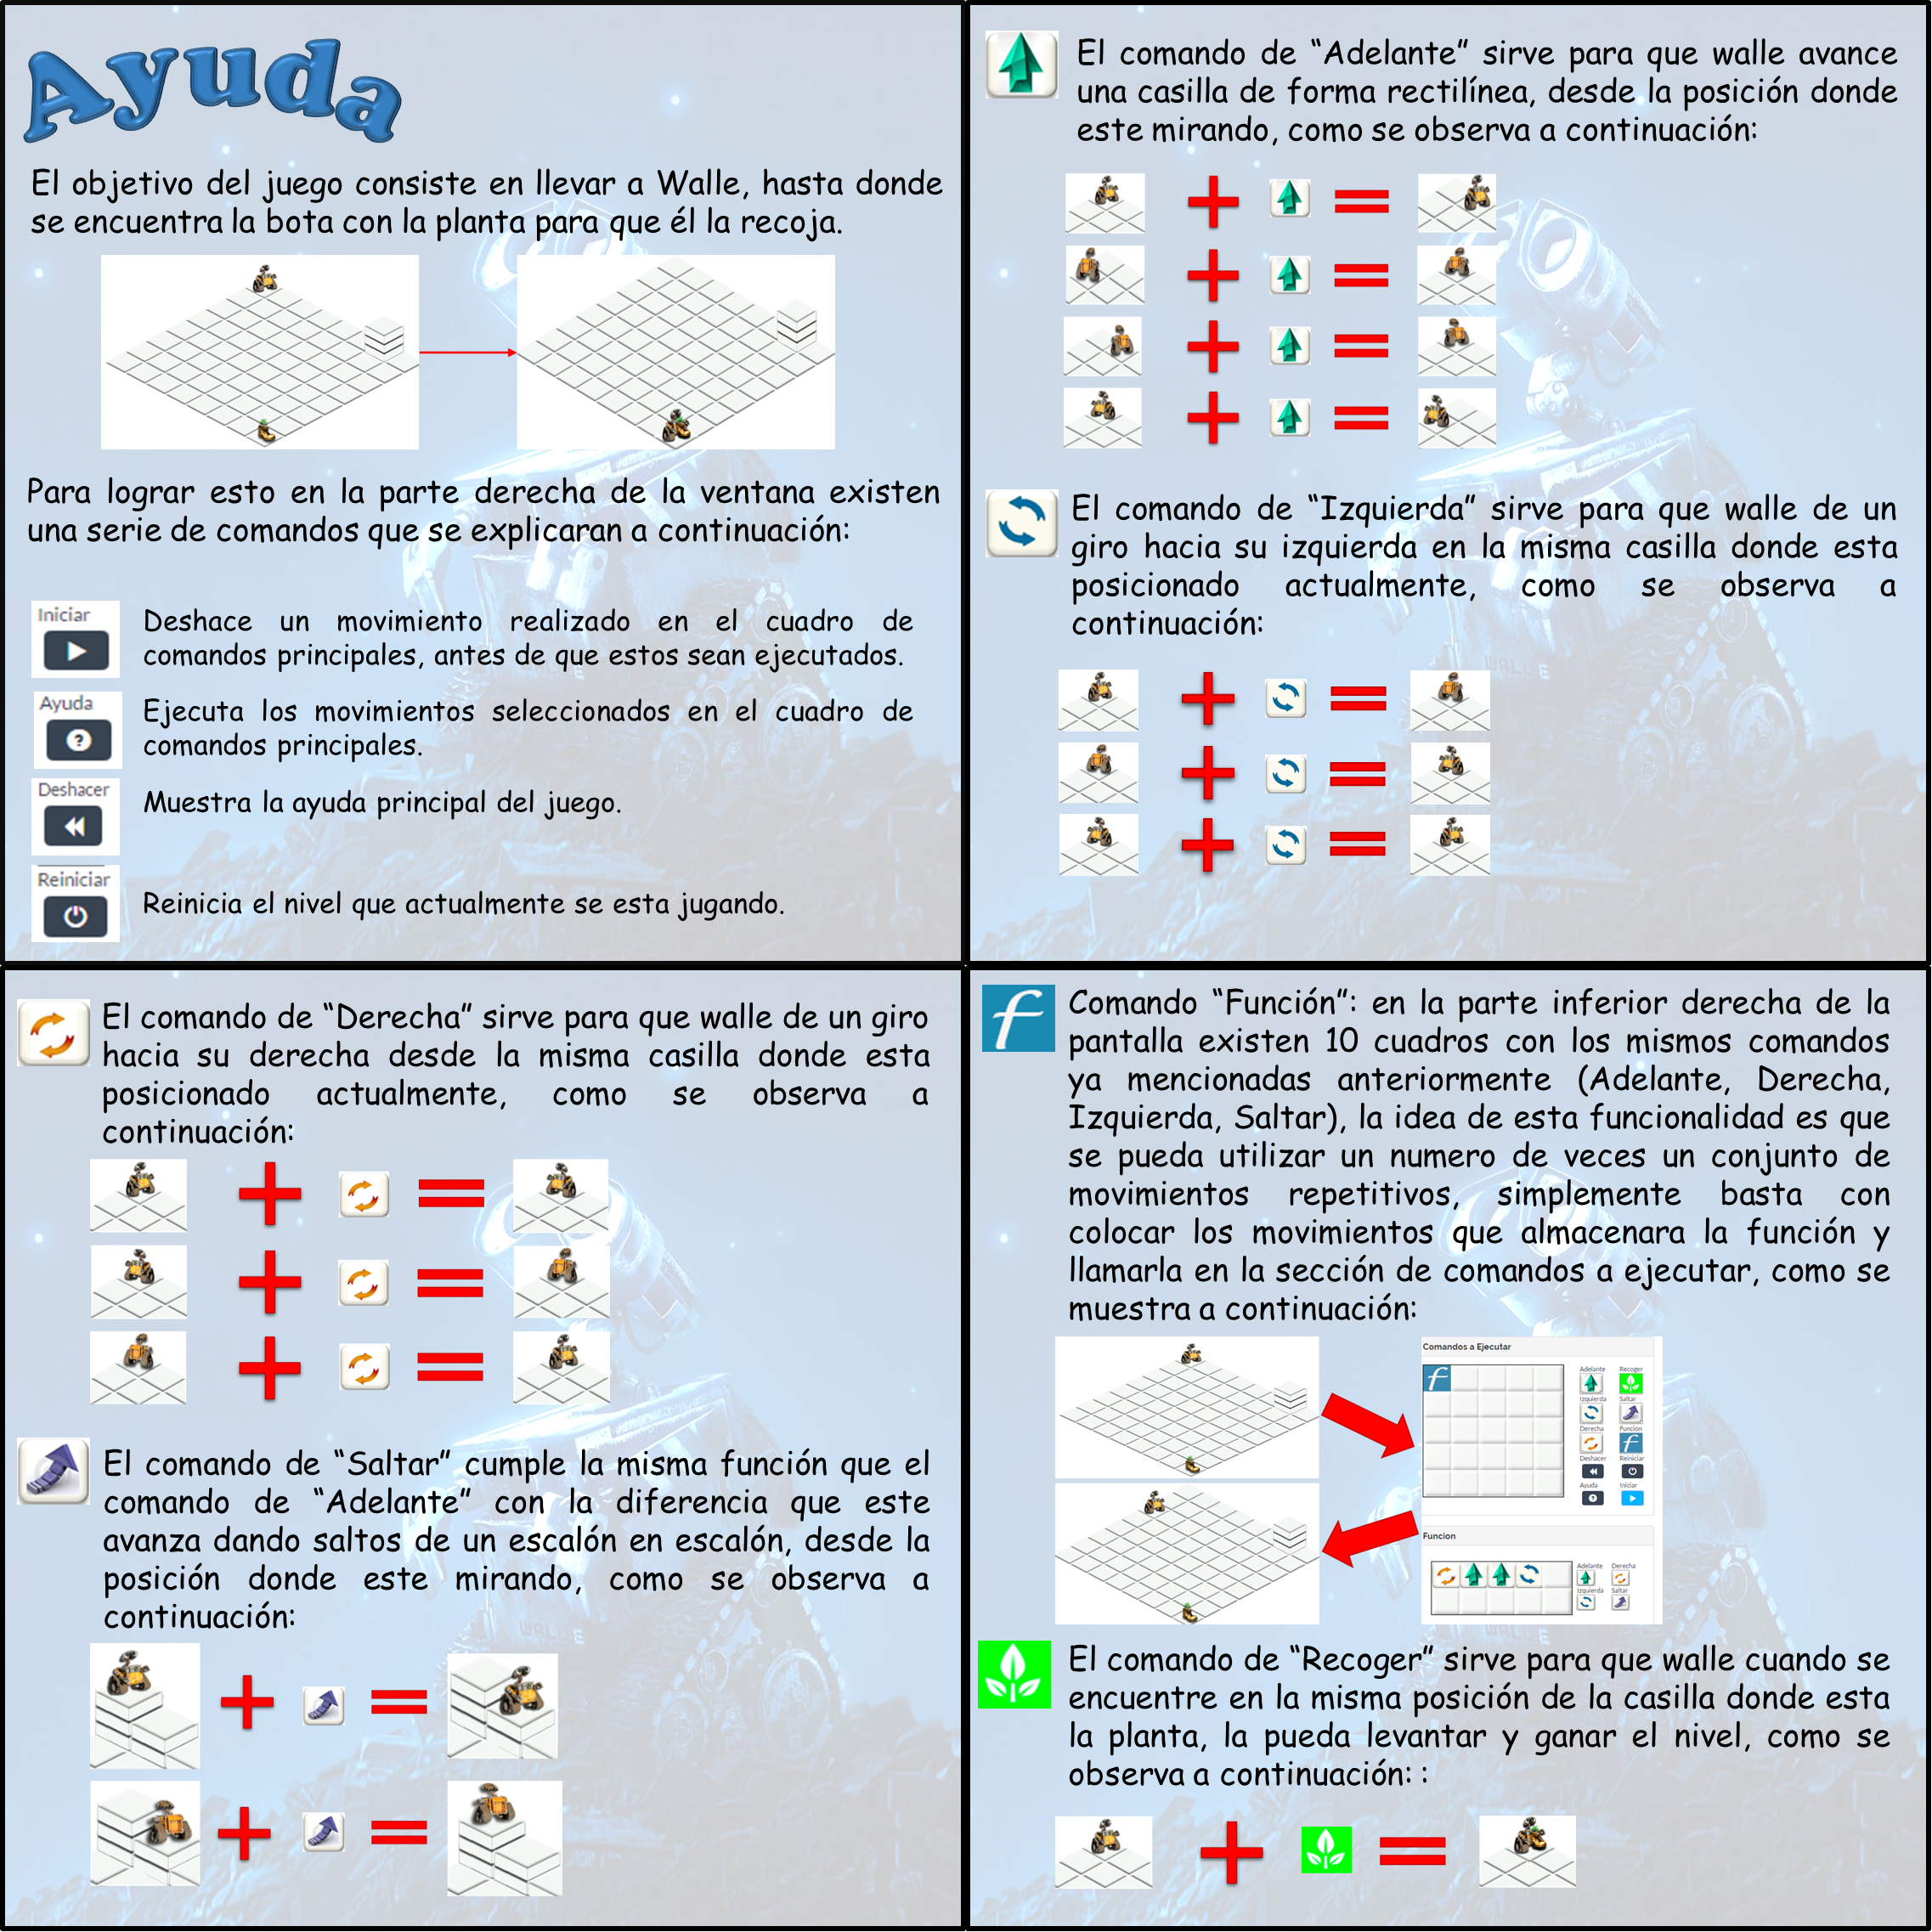 Ayuda
El objetivo del juego consiste en llevar a Walle, hasta donde
se encuentra la bota con la planta para que él la recoja.
Para lograr esto en la parte derecha de la ventana existen
una serie de comandos que se explicaran a continuación:
Iniciar
Deshace un movimiento realizado en el cuadro de
comandos principales, antes de que estos sean ejecutados.
Ayuda
Ejecuta los movimientos seleccionados en el cuadro de
comandos principales.
Deshacer
Muestra la ayuda principal del juego.
Reiniciar
Reinicia el nivel que actualmente se esta jugando.
El comando de “Adelante” sirve para que walle avance
una casilla de forma rectilínea, desde la posición donde
este mirando, como se observa a continuación:
El comando de “Izquierda” sirve para que walle de un
giro hacia su izquierda en la misma casilla donde esta
posicionado actualmente, como se observa a
continuación:
El comando de “Derecha” sirve para que walle de un giro
hacia su derecha desde la misma casilla donde esta
posicionado actualmente, como se observa a
continuación:
El comando de “Saltar” cumple la misma función que el
comando de “Adelante” con la diferencia que este
avanza dando saltos de un escalón en escalón, desde la
posición donde este mirando, como se observa a
continuación:
Comando “Función”: en la parte inferior derecha de la
pantalla existen 10 cuadros con los mismos comandos
ya mencionadas anteriormente (Adelante, Derecha,
Izquierda, Saltar), la idea de esta funcionalidad es que
se pueda utilizar un numero de veces un conjunto de
movimientos repetitivos, simplemente basta con
colocar los movimientos que almacenara la función y
llamarla en la sección de comandos a ejecutar, como se
muestra a continuación:
Comandos a Ejecutar
Adelante Recoger
Izquierda Saltar
Derecha Funcion
Deshacer Reiniciar
Ayuda Iniciar
Funcion
Adelante Derecha
Izquierda Saltar
El comando de “Recoger” sirve para que walle cuando se
encuentre en la misma posición de la casilla donde esta
la planta, la pueda levantar y ganar el nivel, como se
observa a continuación: :